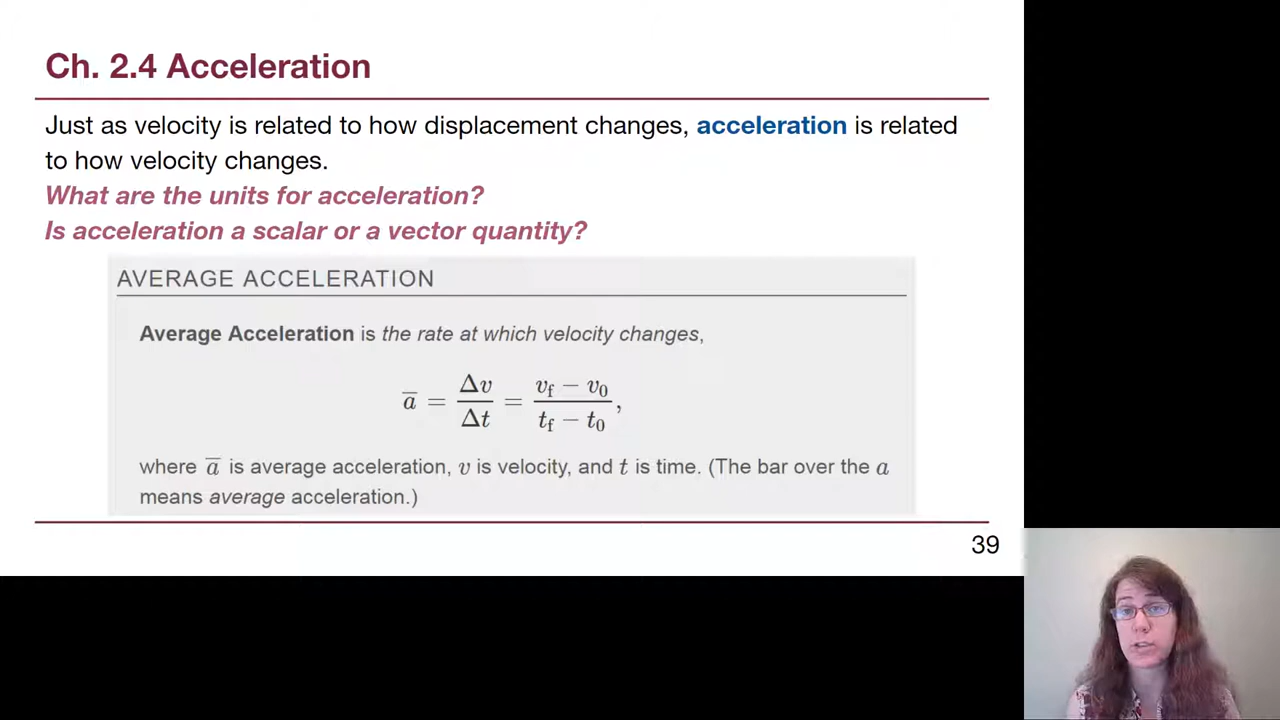 Ch. 2.4 Acceleration
Just as velocity is related to how displacement changes, acceleration is related
to how velocity changes.
What are the units for acceleration?
Is acceleration a scalar or a vector quantity?
AVERAGE ACCELERATION
Average Acceleration is the rate at which velocity changes,
a̅ = Δv/Δt = (v_f − v_0)/(t_f − t_0),
where a̅ is average acceleration, v is velocity, and t is time. (The bar over the a
means average acceleration.)
39